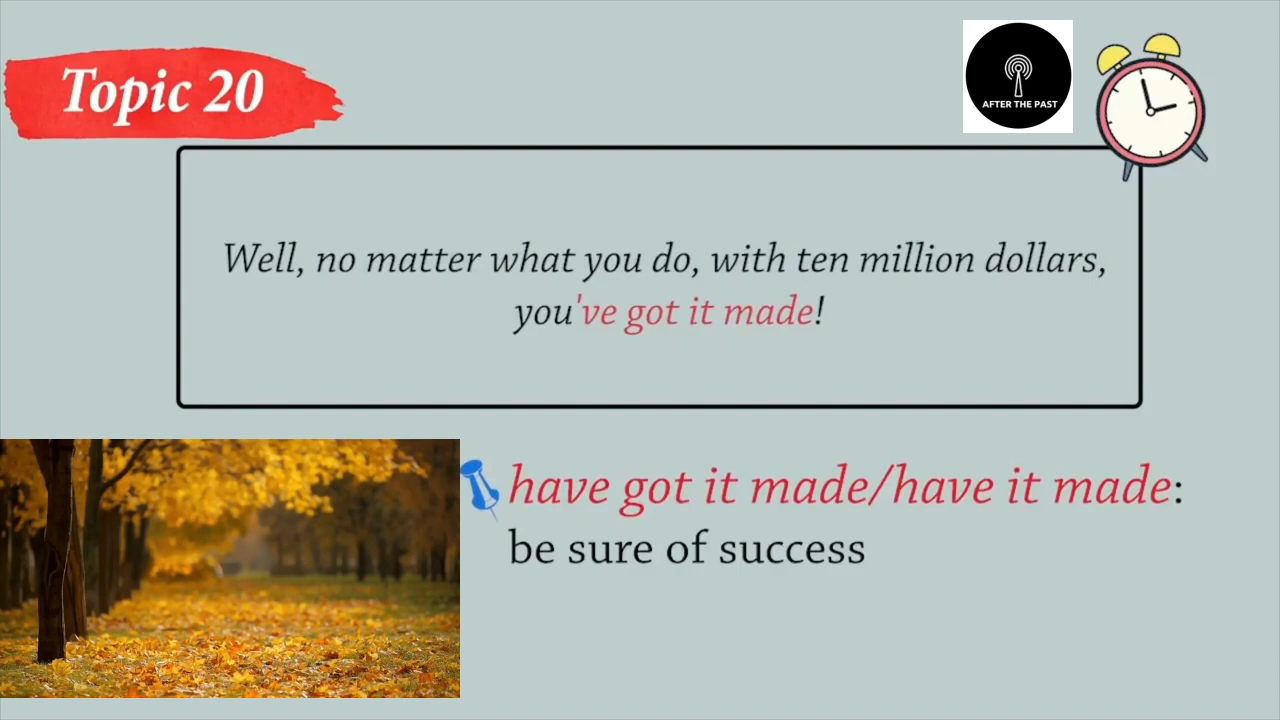 Topic 20
AFTER THE PAST
Well, no matter what you do, with ten million dollars,
you've got it made!
have got it made/have it made:
be sure of success